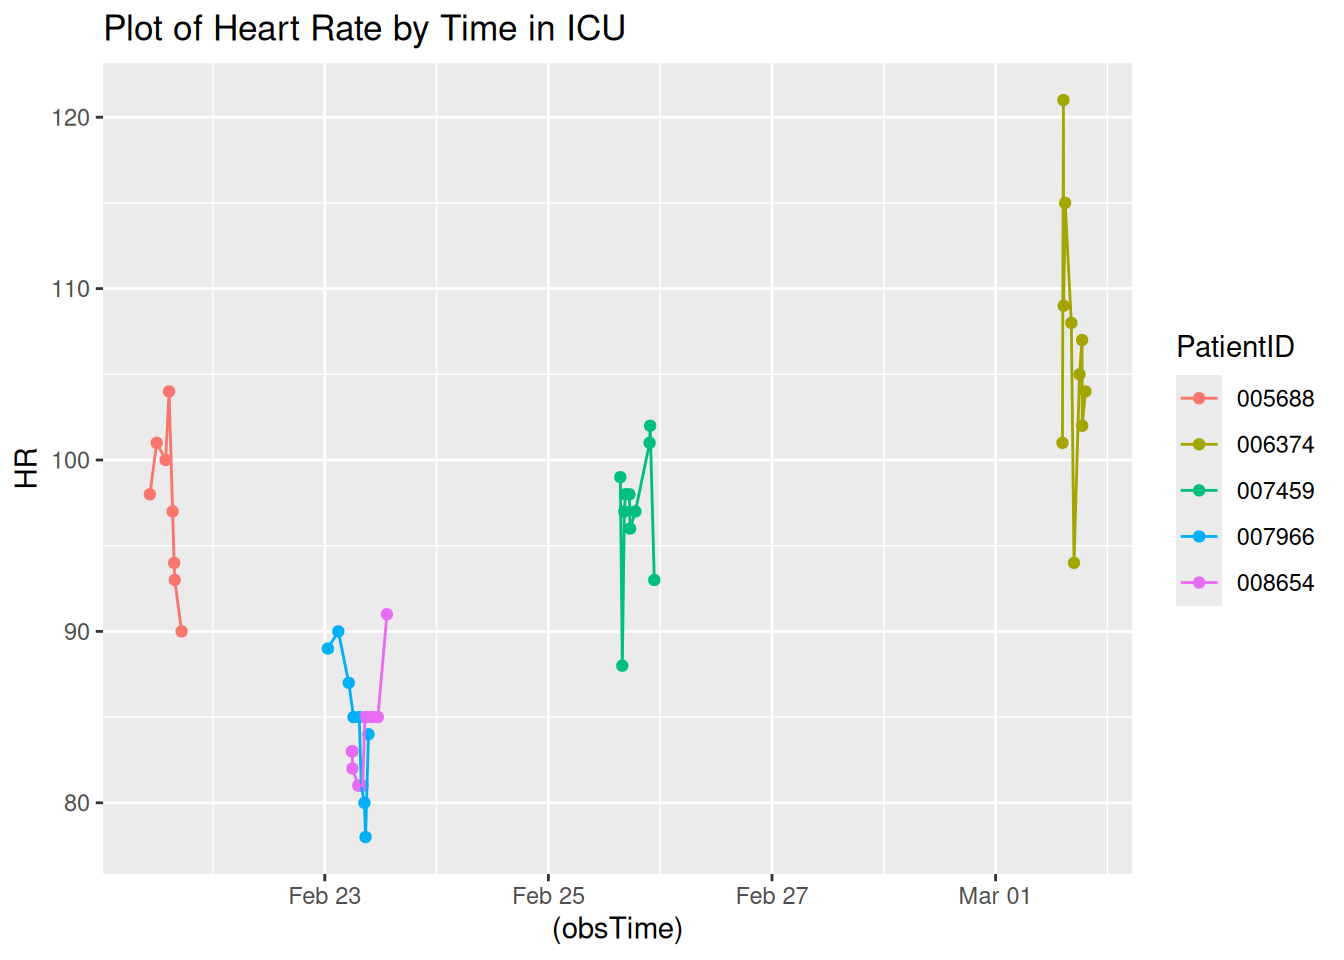 Plot of Heart Rate by Time in ICU
120
110
100
90
80
HR
Feb 23
Feb 25
Feb 27
Mar 01
(obsTime)
PatientID
005688
006374
007459
007966
008654